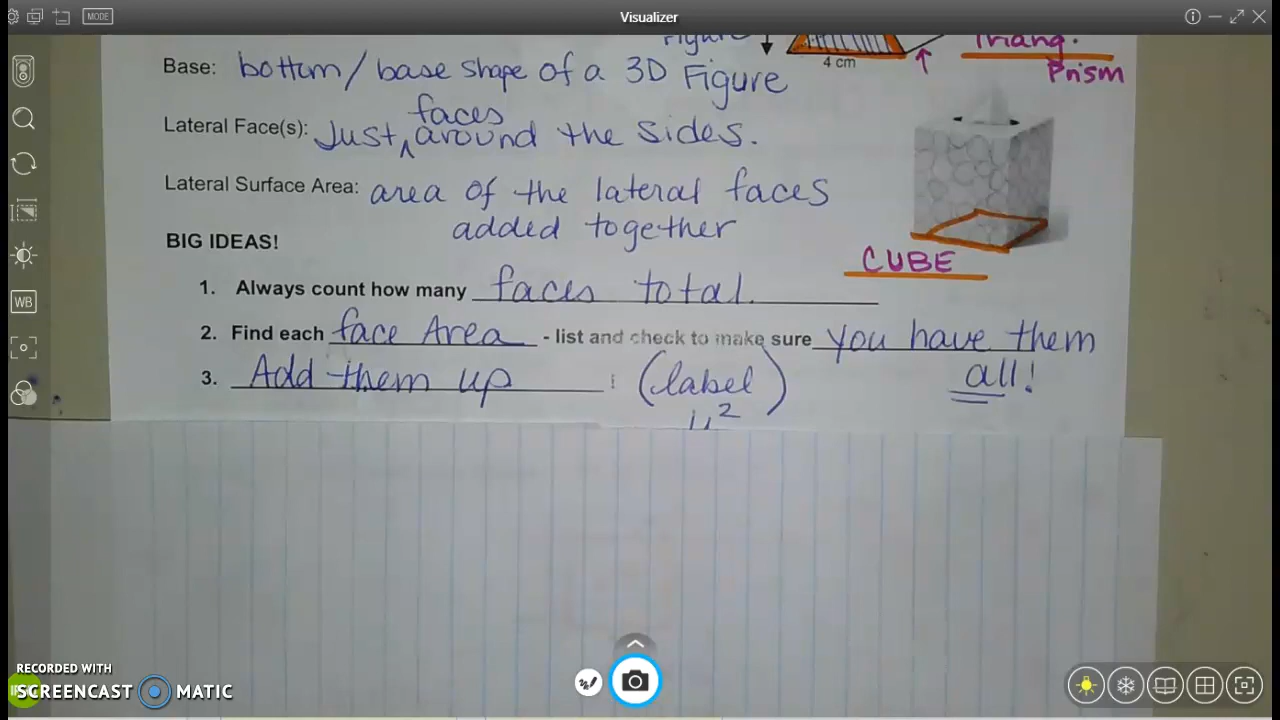 Visualizer
MODE
Figure
4 cm
Triang.
Prism
Base: bottom/base shape of a 3D Figure
faces
Lateral Face(s): Just ^ around the sides.
Lateral Surface Area: area of the lateral faces
added together
BIG IDEAS!
CUBE
1. Always count how many faces total.
2. Find each face Area - list and check to make sure you have them
all!
3. Add them up (label
u²)
WB
RECORDED WITH
SCREENCAST MATIC